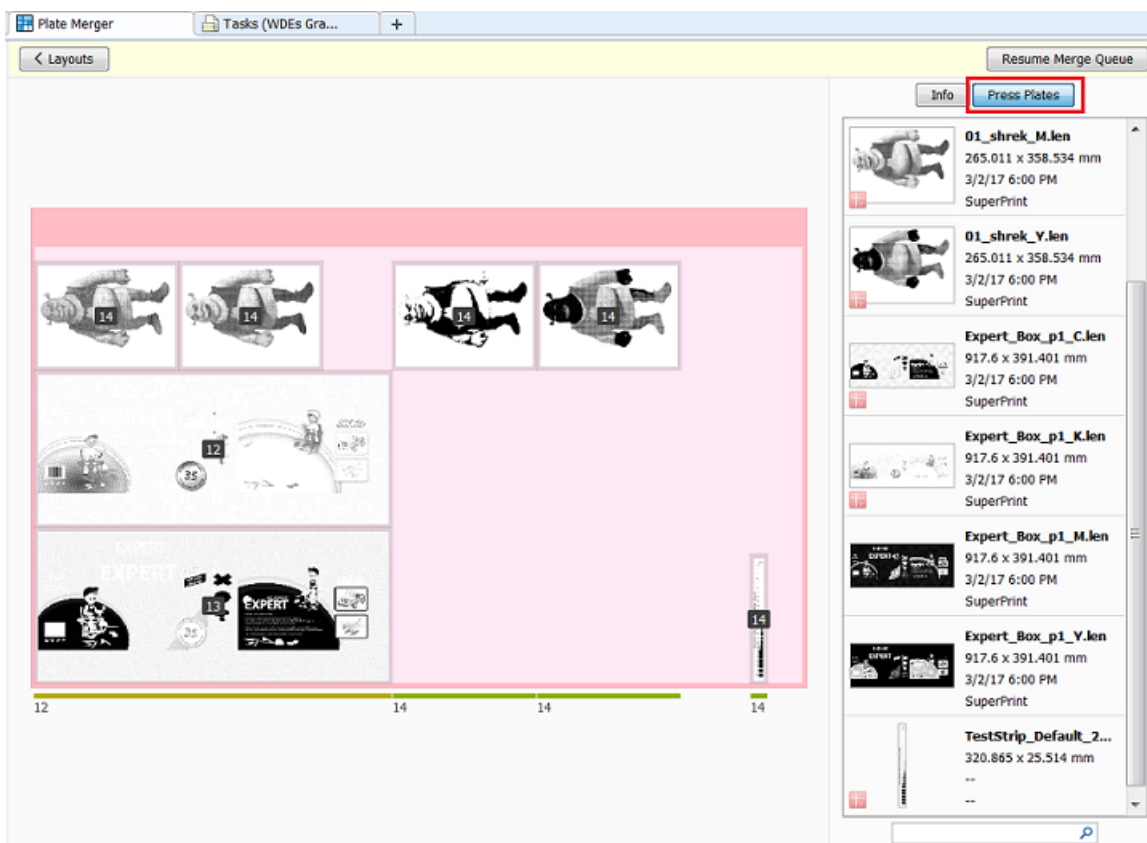 Plate Merger
Tasks (WDEs Gra...
+
Layouts
Resume Merge Queue
Info
Press Plates
01_shrek_M.len
265.011 x 358.534 mm
3/2/17 6:00 PM
SuperPrint
01_shrek_Y.len
265.011 x 358.534 mm
3/2/17 6:00 PM
SuperPrint
Expert_Box_p1_C.len
917.6 x 391.401 mm
3/2/17 6:00 PM
SuperPrint
Expert_Box_p1_K.len
917.6 x 391.401 mm
3/2/17 6:00 PM
SuperPrint
Expert_Box_p1_M.len
917.6 x 391.401 mm
3/2/17 6:00 PM
SuperPrint
Expert_Box_p1_Y.len
917.6 x 391.401 mm
3/2/17 6:00 PM
SuperPrint
TestStrip_Default_2...
320.865 x 25.514 mm
--
--
14
14
14
14
12
35
EXPERT
EXPERT
13
35
EXPERT
14
12
14
14
14